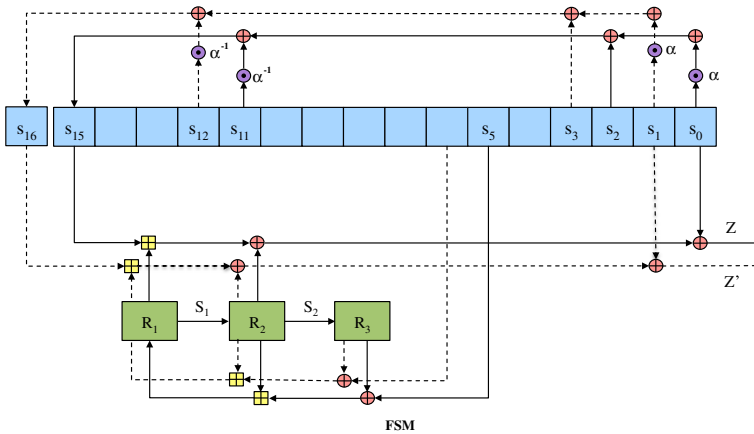 α⁻¹
α⁻¹
α
α
s₁₆
s₁₅
s₁₂
s₁₁
s₅
s₃
s₂
s₁
s₀
Z
Z’
R₁
S₁
R₂
S₂
R₃
FSM